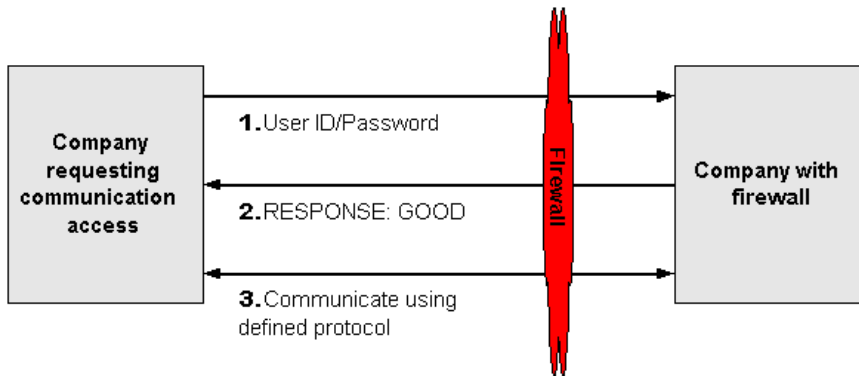 Company
requesting
communication
access
1.User ID/Password
2.RESPONSE: GOOD
3.Communicate using
defined protocol
Firewall
Company with
firewall